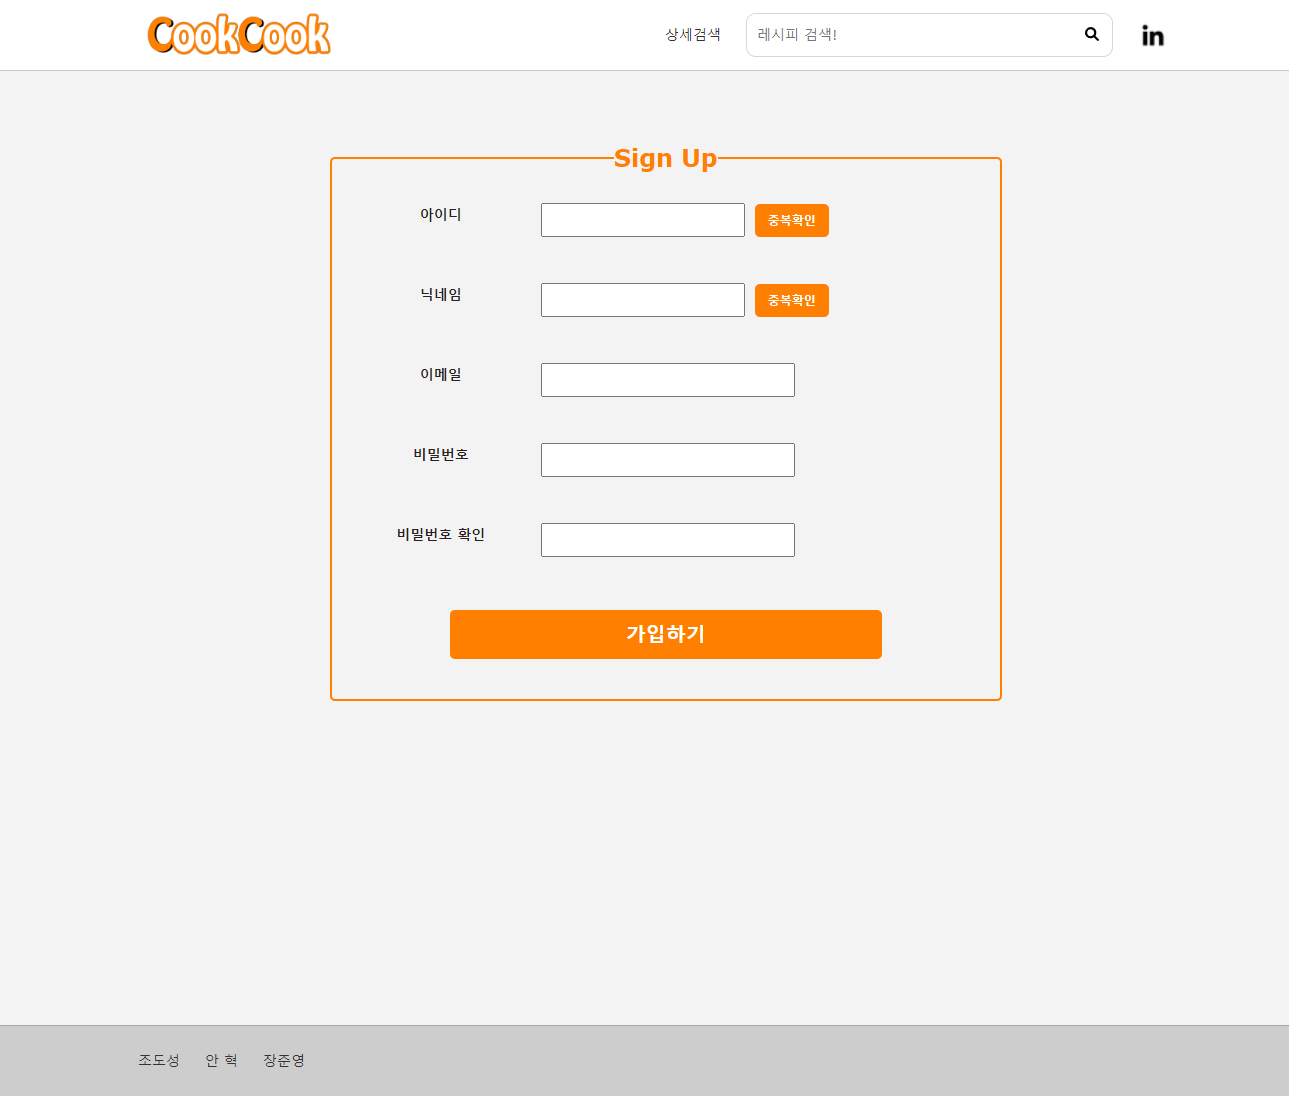 CookCook
상세검색
레시피 검색!
in
Sign Up
아이디
중복확인
닉네임
중복확인
이메일
비밀번호
비밀번호 확인
가입하기
조도성 안 혁 장준영